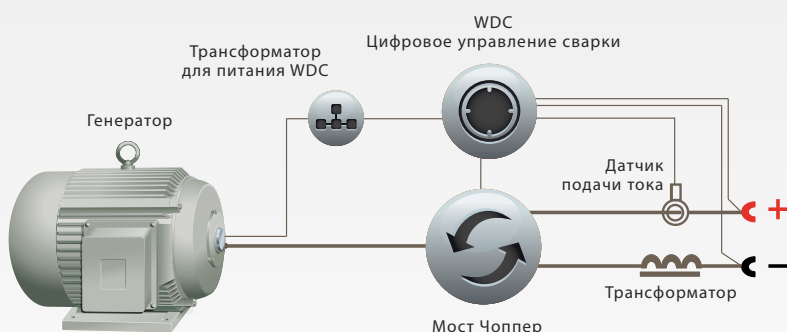 WDC
Цифровое управление сварки
Трансформатор
для питания WDC
Генератор
Датчик
подачи тока
+
−
Трансформатор
Мост Чоппер